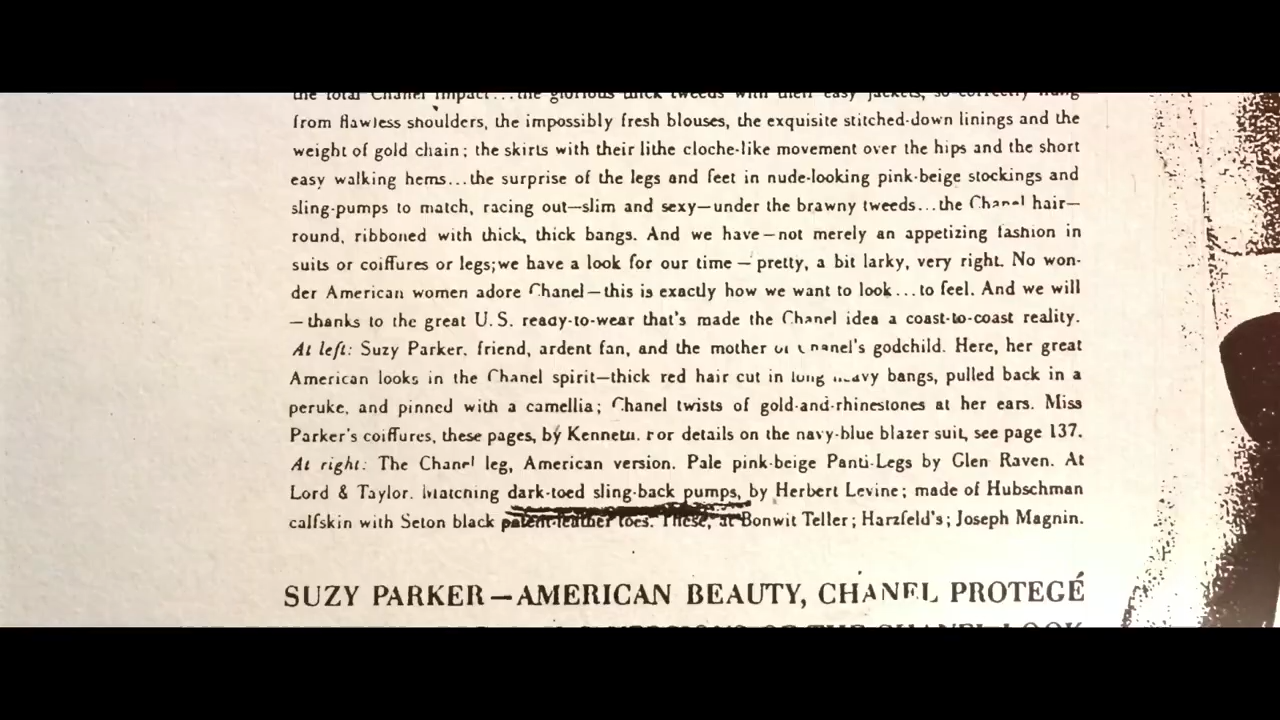 the total Chanel impact...the glorious thick tweeds with their easy jackets, so correctly hung
from flawless shoulders, the impossibly fresh blouses, the exquisite stitched-down linings and the
weight of gold chain; the skirts with their lithe cloche-like movement over the hips and the short
easy walking hems...the surprise of the legs and feet in nude-looking pink-beige stockings and
sling-pumps to match, racing out—slim and sexy—under the brawny tweeds...the Chanel hair—
round, ribboned with thick, thick bangs. And we have—not merely an appetizing fashion in
suits or coiffures or legs; we have a look for our time—pretty, a bit larky, very right. No won-
der American women adore Chanel—this is exactly how we want to look...to feel. And we will
—thanks to the great U.S. ready-to-wear that's made the Chanel idea a coast-to-coast reality.
At left: Suzy Parker, friend, ardent fan, and the mother of Chanel's godchild. Here, her great
American looks in the Chanel spirit—thick red hair cut in long heavy bangs, pulled back in a
peruke, and pinned with a camellia; Chanel twists of gold-and-rhinestones at her ears. Miss
Parker's coiffures, these pages, by Kenneth. For details on the navy-blue blazer suit, see page 137.
At right: The Chanel leg, American version. Pale pink-beige Panti-Legs by Glen Raven. At
Lord & Taylor. Matching dark-toed sling-back pumps, by Herbert Levine; made of Hubschman
calfskin with Seton black patent-leather toes. These, at Bonwit Teller; Harzfeld's; Joseph Magnin.
SUZY PARKER—AMERICAN BEAUTY, CHANEL PROTEGÉ
OF THE CHANEL LOOK